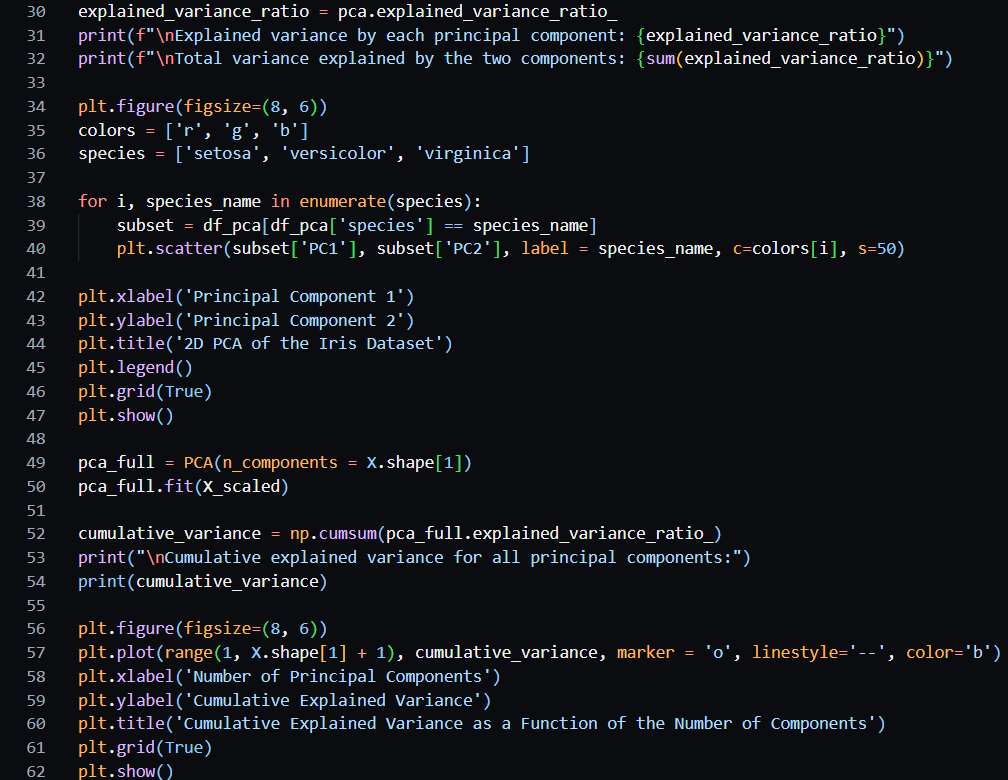 30 explained_variance_ratio = pca.explained_variance_ratio_
31 print(f"\nExplained variance by each principal component: {explained_variance_ratio}")
32 print(f"\nTotal variance explained by the two components: {sum(explained_variance_ratio)}")
33
34 plt.figure(figsize=(8, 6))
35 colors = ['r', 'g', 'b']
36 species = ['setosa', 'versicolor', 'virginica']
37
38 for i, species_name in enumerate(species):
39     subset = df_pca[df_pca['species'] == species_name]
40     plt.scatter(subset['PC1'], subset['PC2'], label = species_name, c=colors[i], s=50)
41
42 plt.xlabel('Principal Component 1')
43 plt.ylabel('Principal Component 2')
44 plt.title('2D PCA of the Iris Dataset')
45 plt.legend()
46 plt.grid(True)
47 plt.show()
48
49 pca_full = PCA(n_components = X.shape[1])
50 pca_full.fit(X_scaled)
51
52 cumulative_variance = np.cumsum(pca_full.explained_variance_ratio_)
53 print("\nCumulative explained variance for all principal components:")
54 print(cumulative_variance)
55
56 plt.figure(figsize=(8, 6))
57 plt.plot(range(1, X.shape[1] + 1), cumulative_variance, marker = 'o', linestyle='--', color='b')
58 plt.xlabel('Number of Principal Components')
59 plt.ylabel('Cumulative Explained Variance')
60 plt.title('Cumulative Explained Variance as a Function of the Number of Components')
61 plt.grid(True)
62 plt.show()